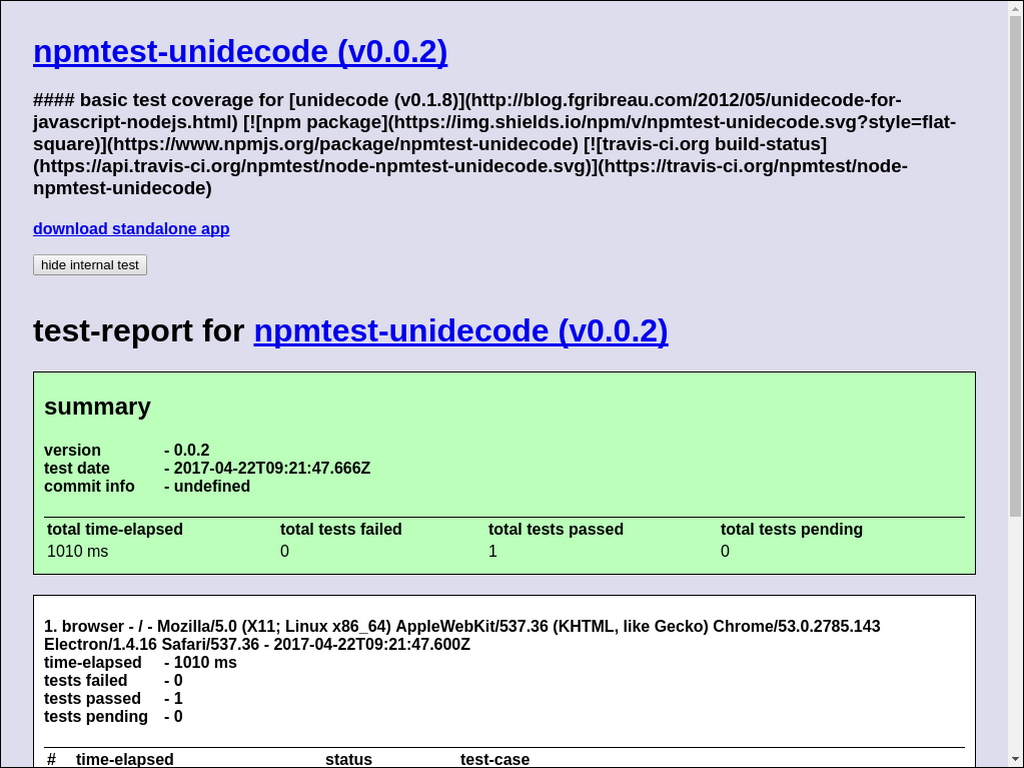 npmtest-unidecode (v0.0.2)
#### basic test coverage for [unidecode (v0.1.8)](http://blog.fgribreau.com/2012/05/unidecode-for-
javascript-nodejs.html) [![npm package](https://img.shields.io/npm/v/npmtest-unidecode.svg?style=flat-
square)](https://www.npmjs.org/package/npmtest-unidecode) [![travis-ci.org build-status]
(https://api.travis-ci.org/npmtest/node-npmtest-unidecode.svg)](https://travis-ci.org/npmtest/node-
npmtest-unidecode)
download standalone app
hide internal test
test-report for npmtest-unidecode (v0.0.2)
summary
version - 0.0.2
test date - 2017-04-22T09:21:47.666Z
commit info - undefined
total time-elapsed total tests failed total tests passed total tests pending
1010 ms 0 1 0
1. browser - / - Mozilla/5.0 (X11; Linux x86_64) AppleWebKit/537.36 (KHTML, like Gecko) Chrome/53.0.2785.143
Electron/1.4.16 Safari/537.36 - 2017-04-22T09:21:47.600Z
time-elapsed - 1010 ms
tests failed - 0
tests passed - 1
tests pending - 0
# time-elapsed status test-case